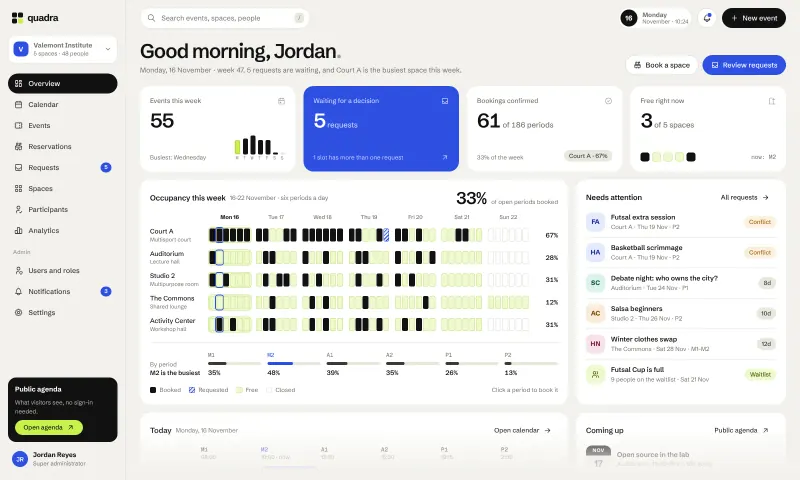 quadra
Search events, spaces, people
/
16
Monday
November · 10:24
+ New event
V
Valemont Institute
5 spaces · 48 people
Overview
Calendar
Events
Reservations
Requests
5
Spaces
Participants
Analytics
Admin
Users and roles
Notifications
3
Settings
Public agenda
What visitors see, no sign-in needed.
Open agenda
JR
Jordan Reyes
Super administrator
Good morning, Jordan.
Monday, 16 November · week 47, 5 requests are waiting, and Court A is the busiest space this week.
Book a space
Review requests
Events this week
55
Busiest: Wednesday
M T W T F S S
Waiting for a decision
5 requests
1 slot has more than one request
Bookings confirmed
61 of 186 periods
33% of the week
Court A · 67%
Free right now
3 of 5 spaces
now: M2
Occupancy this week
16-22 November · six periods a day
33% of open periods booked
Mon 16
Tue 17
Wed 18
Thu 19
Fri 20
Sat 21
Sun 22
Court A
Multisport court
67%
Auditorium
Lecture hall
28%
Studio 2
Multipurpose room
31%
The Commons
Shared lounge
12%
Activity Center
Workshop hall
31%
By period
M2 is the busiest
M1
35%
M2
48%
A1
39%
A2
35%
P1
26%
P2
13%
Booked
Requested
Free
Closed
Click a period to book it
Needs attention
All requests
FA
Futsal extra session
Court A · Thu 19 Nov · P2
Conflict
HA
Basketball scrimmage
Court A · Thu 19 Nov · P2
Conflict
SC
Debate night: who owns the city?
Auditorium · Tue 24 Nov · P1
8d
AC
Salsa beginners
Studio 2 · Thu 26 Nov · P2
10d
HN
Winter clothes swap
The Commons · Sat 28 Nov · M1-M2
12d
Futsal Cup is full
9 people on the waitlist · Sat 21 Nov
Waitlist
Today
Monday, 16 November
Open calendar
M1
M2
A1
A2
P1
P2
Coming up
Public agenda
NOV
17
Open source in the lab